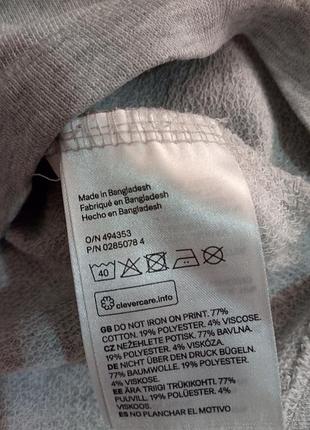 Made in Bangladesh
Fabriqué en Bangladesh
Hecho en Bangladesh
O/N 494353
P/N 0285078 4
40
clevercare.info
GB DO NOT IRON ON PRINT. 77%
COTTON. 19% POLYESTER. 4% VISCOSE.
CZ NEŽEHLETE POTISK. 77% BAVLNA.
19% POLYESTER. 4% VISKÓZA.
DE NICHT ÜBER DEN DRUCK BÜGELN.
77% BAUMWOLLE. 19% POLYESTER. 4%
VISKOSE.
EE ÄRA TRIIGI TRÜKIKOHTI. 77%
PUUVILL. 19% POLÜESTER. 4%
VISKOOS.
ES NO PLANCHAR EL MOTIVO